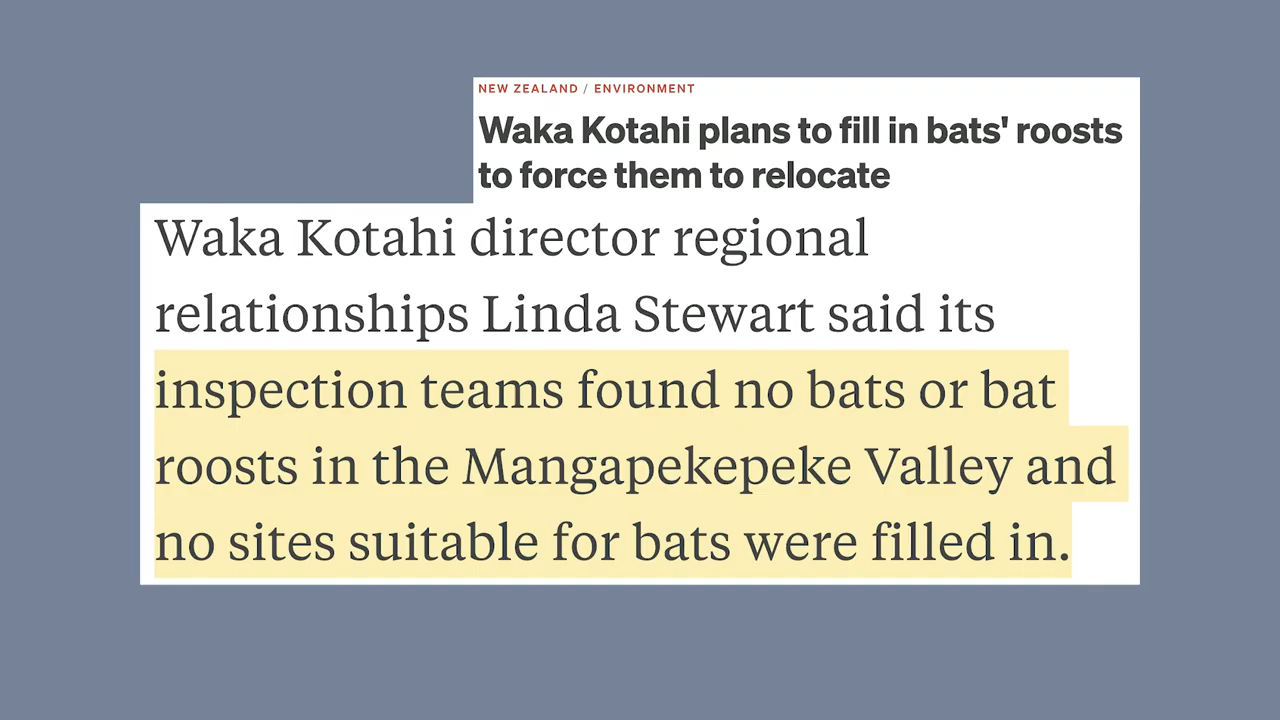 NEW ZEALAND / ENVIRONMENT
Waka Kotahi plans to fill in bats' roosts
to force them to relocate
Waka Kotahi director regional
relationships Linda Stewart said its
inspection teams found no bats or bat
roosts in the Mangapekepeke Valley and
no sites suitable for bats were filled in.